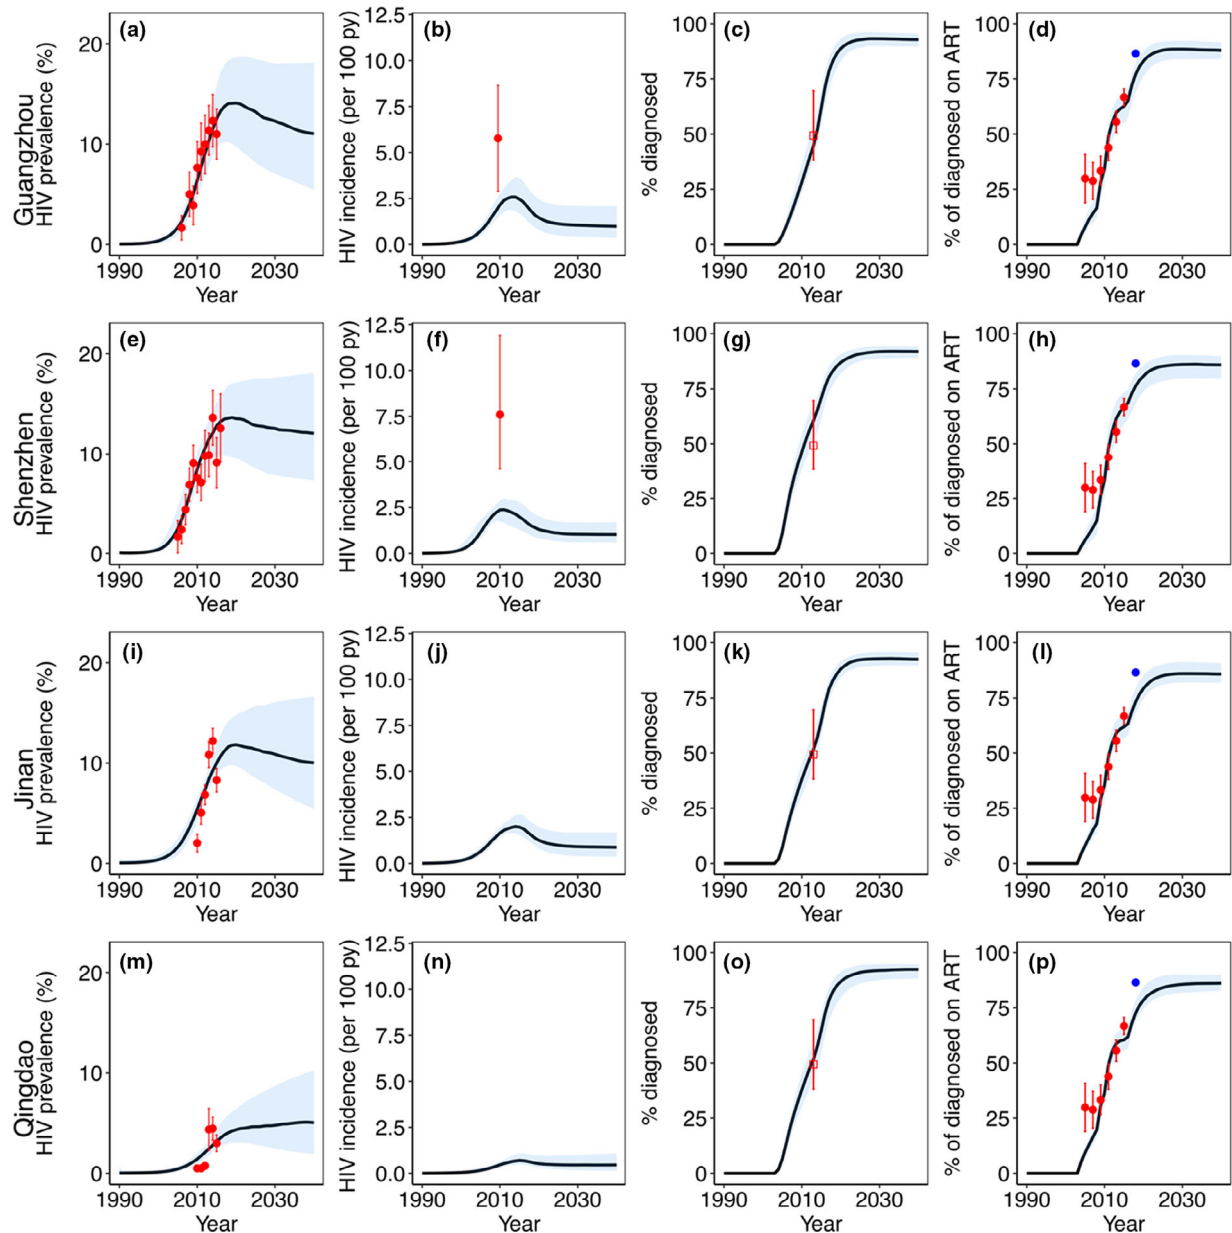 Guangzhou
HIV prevalence (%)
(a)
20
10
0
1990 2010 2030
Year
HIV incidence (per 100 py)
(b)
12.5
10.0
7.5
5.0
2.5
0.0
1990 2010 2030
Year
% diagnosed
(c)
100
75
50
25
0
1990 2010 2030
Year
% of diagnosed on ART
(d)
100
75
50
25
0
1990 2010 2030
Year
Shenzhen
HIV prevalence (%)
(e)
20
10
0
1990 2010 2030
Year
HIV incidence (per 100 py)
(f)
12.5
10.0
7.5
5.0
2.5
0.0
1990 2010 2030
Year
% diagnosed
(g)
100
75
50
25
0
1990 2010 2030
Year
% of diagnosed on ART
(h)
100
75
50
25
0
1990 2010 2030
Year
Jinan
HIV prevalence (%)
(i)
20
10
0
1990 2010 2030
Year
HIV incidence (per 100 py)
(j)
12.5
10.0
7.5
5.0
2.5
0.0
1990 2010 2030
Year
% diagnosed
(k)
100
75
50
25
0
1990 2010 2030
Year
% of diagnosed on ART
(l)
100
75
50
25
0
1990 2010 2030
Year
Qingdao
HIV prevalence (%)
(m)
20
10
0
1990 2010 2030
Year
HIV incidence (per 100 py)
(n)
12.5
10.0
7.5
5.0
2.5
0.0
1990 2010 2030
Year
% diagnosed
(o)
100
75
50
25
0
1990 2010 2030
Year
% of diagnosed on ART
(p)
100
75
50
25
0
1990 2010 2030
Year